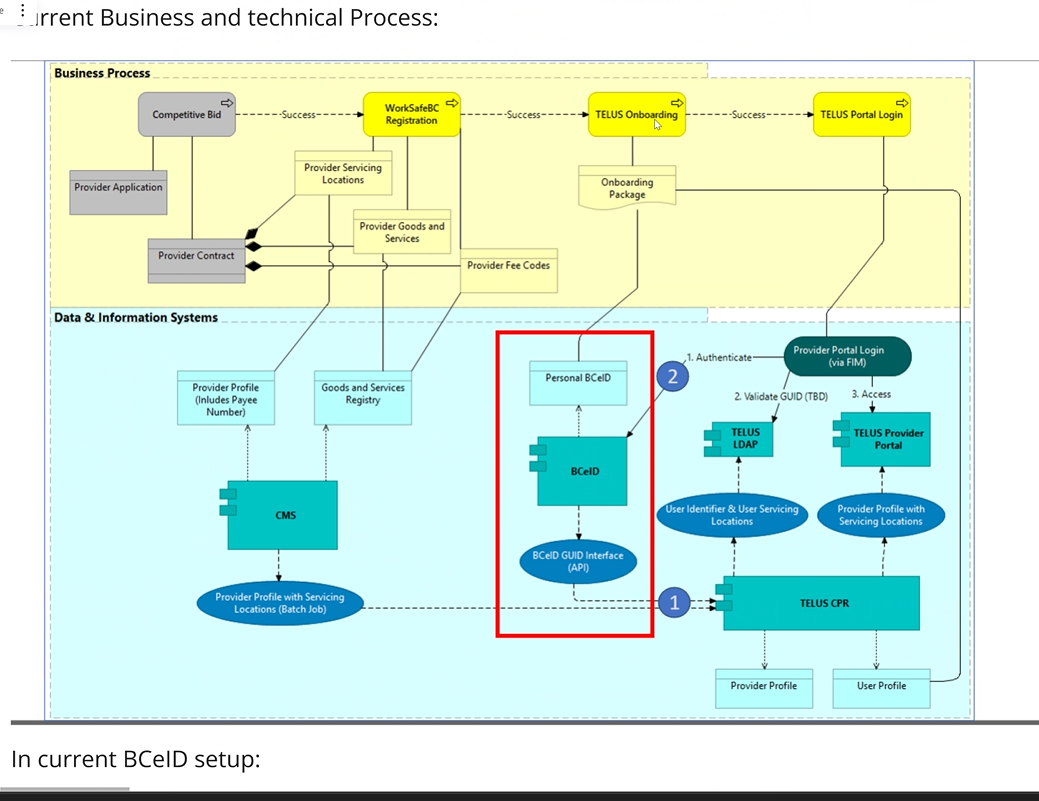 urrent Business and technical Process:
Business Process
Competitive Bid
Success
WorkSafeBC
Registration
Success
TELUS Onboarding
Success
TELUS Portal Login
Provider Application
Provider Servicing
Locations
Provider Goods and
Services
Provider Contract
Provider Fee Codes
Onboarding
Package
Data & Information Systems
Provider Profile
(Inludes Payee
Number)
Goods and Services
Registry
Personal BCeID
2
1. Authenticate
Provider Portal Login
(via FIM)
2. Validate GUID (TBD)
3. Access
TELUS
LDAP
TELUS Provider
Portal
BCeID
CMS
User Identifier & User Servicing
Locations
Provider Profile with
Servicing Locations
BCeID GUID Interface
(API)
Provider Profile with Servicing
Locations (Batch Job)
1
TELUS CPR
Provider Profile
User Profile
In current BCeID setup: